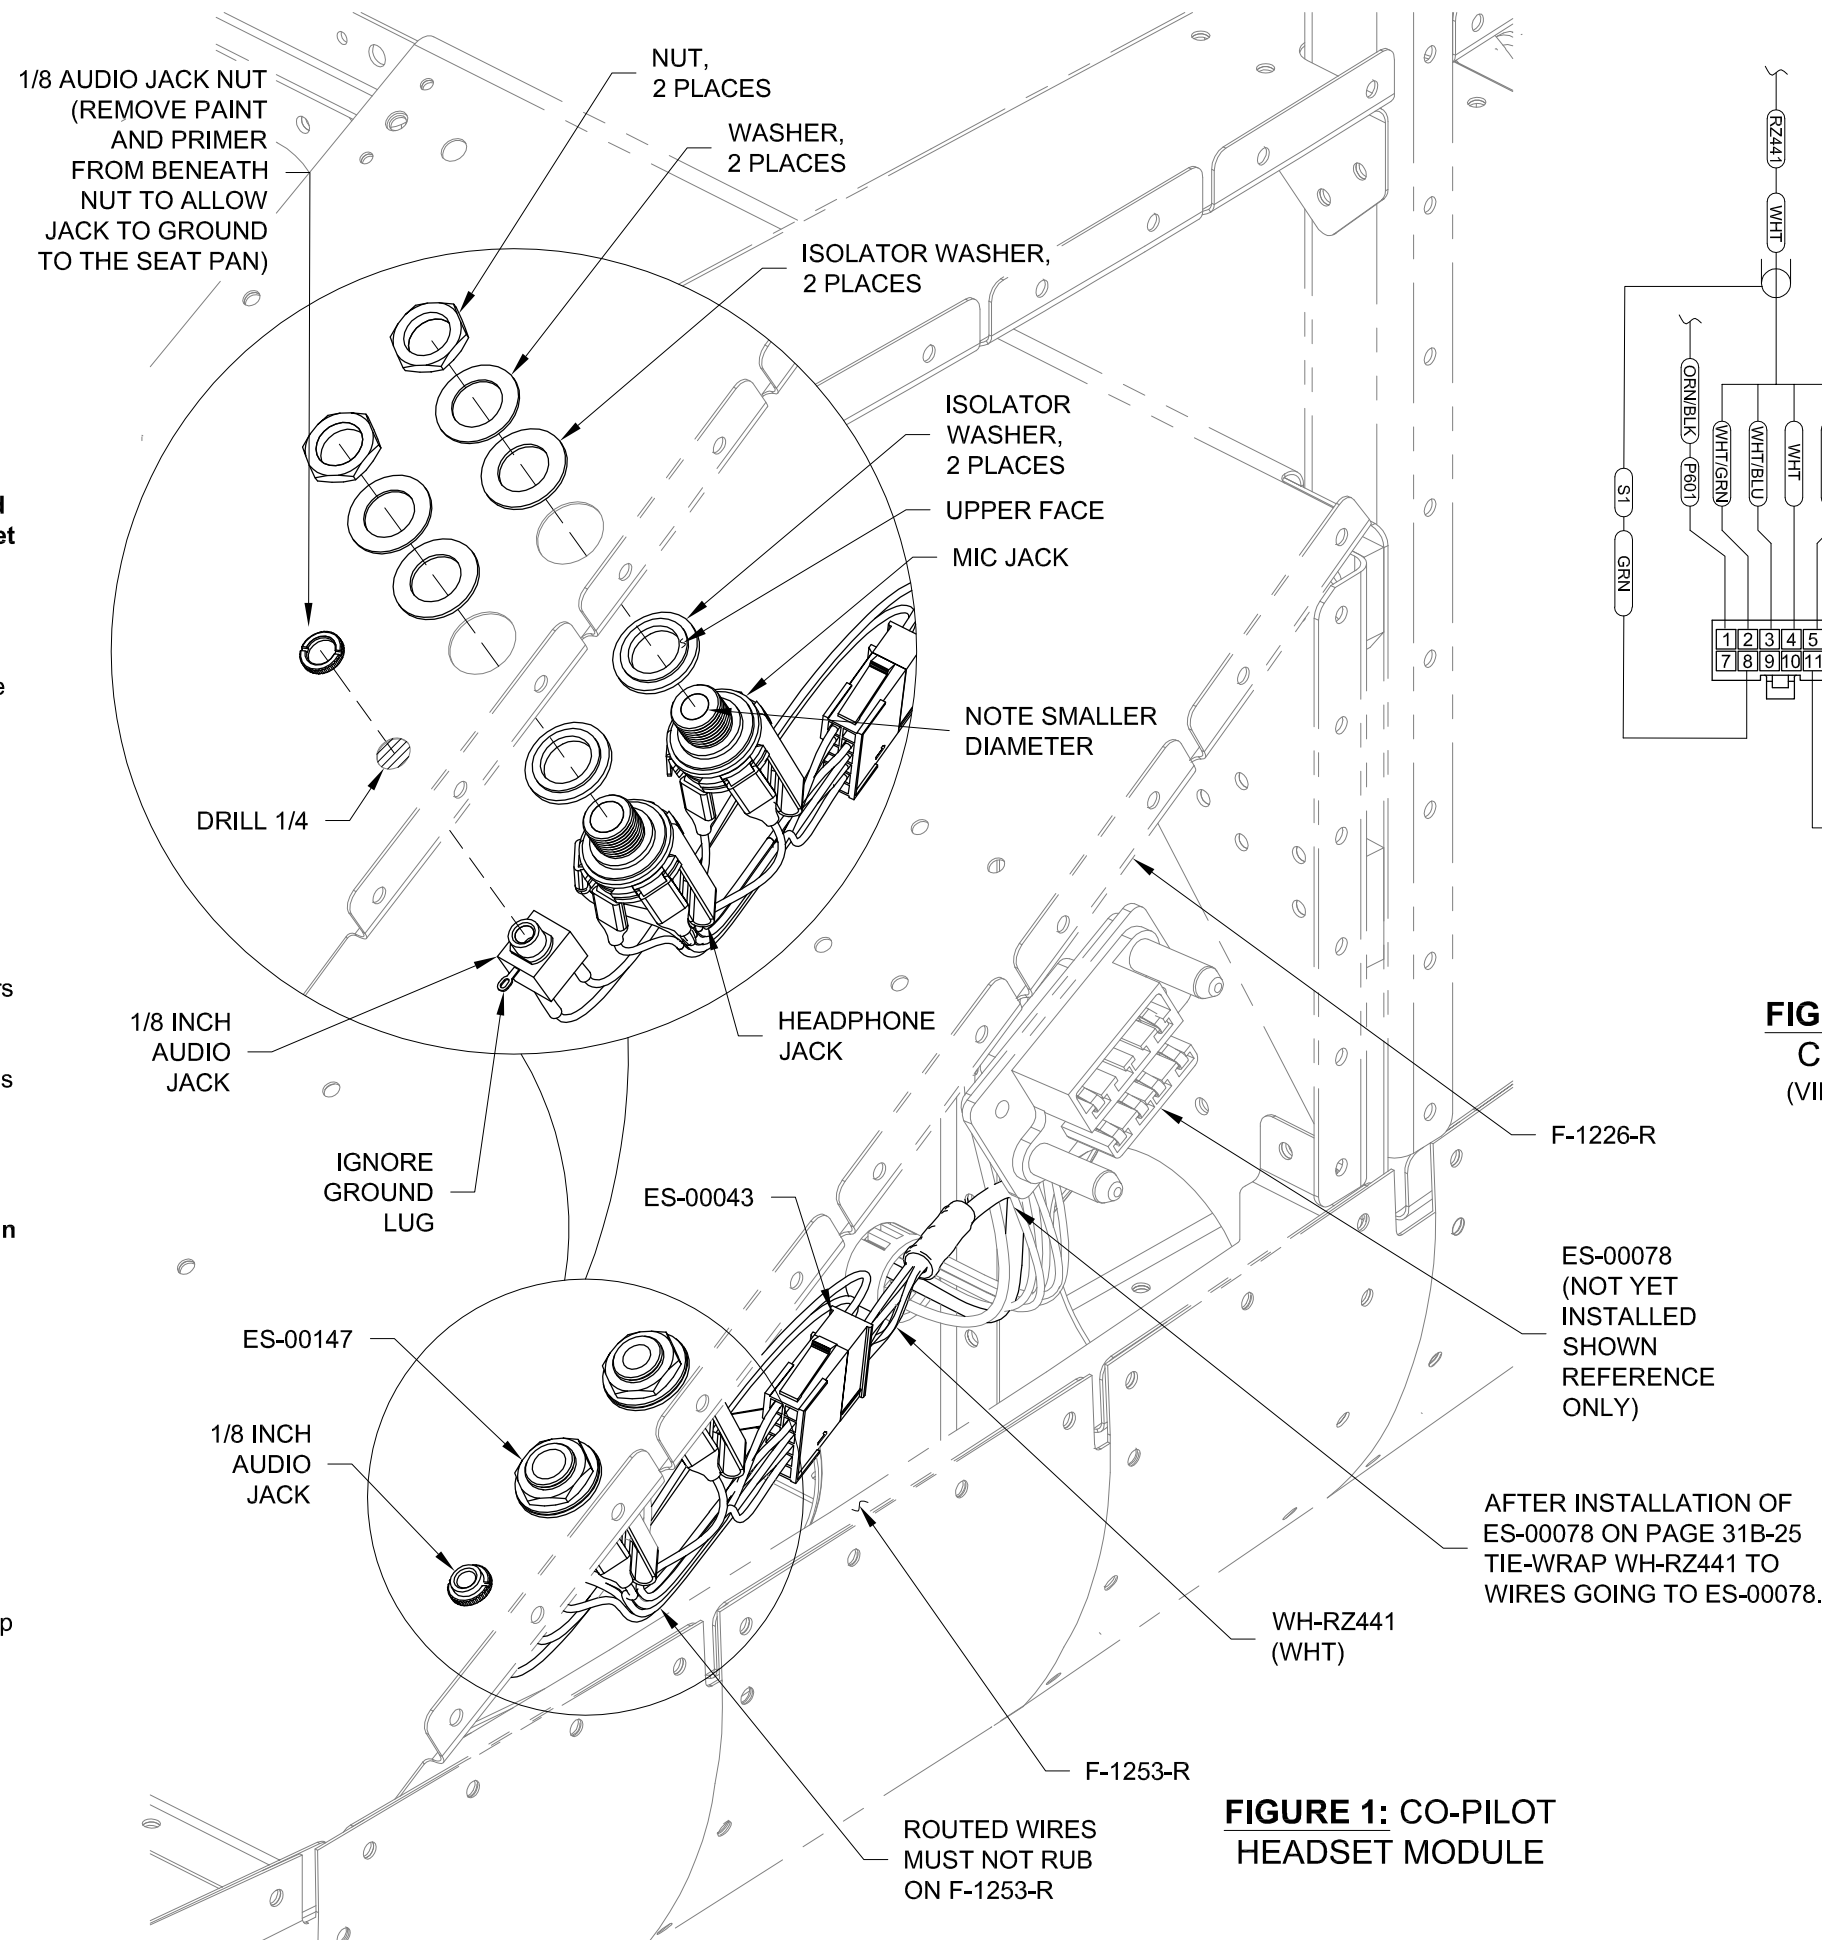 1/8 AUDIO JACK NUT
(REMOVE PAINT
AND PRIMER
FROM BENEATH
NUT TO ALLOW
JACK TO GROUND
TO THE SEAT PAN)
NUT,
2 PLACES
WASHER,
2 PLACES
ISOLATOR WASHER,
2 PLACES
ISOLATOR
WASHER,
2 PLACES
UPPER FACE
MIC JACK
NOTE SMALLER
DIAMETER
DRILL 1/4
1/8 INCH
AUDIO
JACK
HEADPHONE
JACK
IGNORE
GROUND
LUG
ES-00043
ES-00147
1/8 INCH
AUDIO
JACK
F-1226-R
ES-00078
(NOT YET
INSTALLED
SHOWN
REFERENCE
ONLY)
AFTER INSTALLATION OF
ES-00078 ON PAGE 31B-25
TIE-WRAP WH-RZ441 TO
WIRES GOING TO ES-00078.
WH-RZ441
(WHT)
F-1253-R
ROUTED WIRES
MUST NOT RUB
ON F-1253-R
FIGURE 1: CO-PILOT
HEADSET MODULE
RZ441
WHT
ORN/BLK
P601
WHT/GRN
WHT/BLU
WHT
S1
GRN
1 2 3 4 5
7 8 9 10 11
FIG
C
(VI
d
et
e
rs
s
n
p